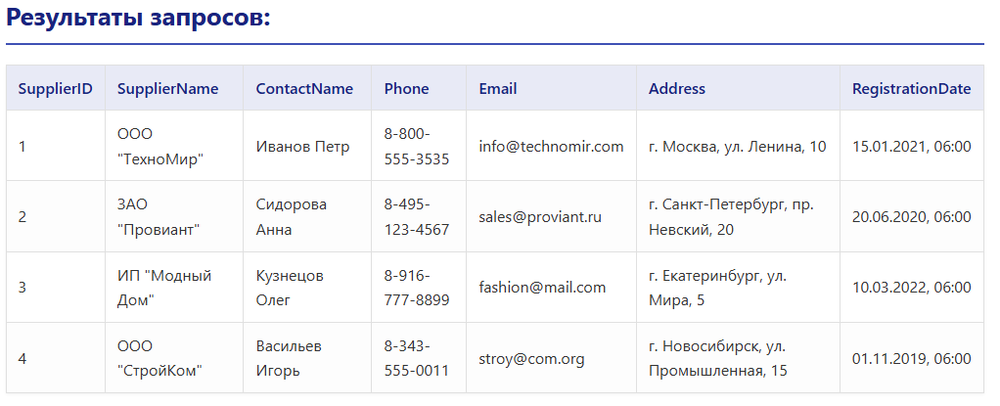 Результаты запросов:
SupplierID SupplierName ContactName Phone Email Address RegistrationDate
1 ООО "ТехноМир" Иванов Петр 8-800-555-3535 info@technomir.com г. Москва, ул. Ленина, 10 15.01.2021, 06:00
2 ЗАО "Провиант" Сидорова Анна 8-495-123-4567 sales@proviant.ru г. Санкт-Петербург, пр. Невский, 20 20.06.2020, 06:00
3 ИП "Модный Дом" Кузнецов Олег 8-916-777-8899 fashion@mail.com г. Екатеринбург, ул. Мира, 5 10.03.2022, 06:00
4 ООО "СтройКом" Васильев Игорь 8-343-555-0011 stroy@com.org г. Новосибирск, ул. Промышленная, 15 01.11.2019, 06:00